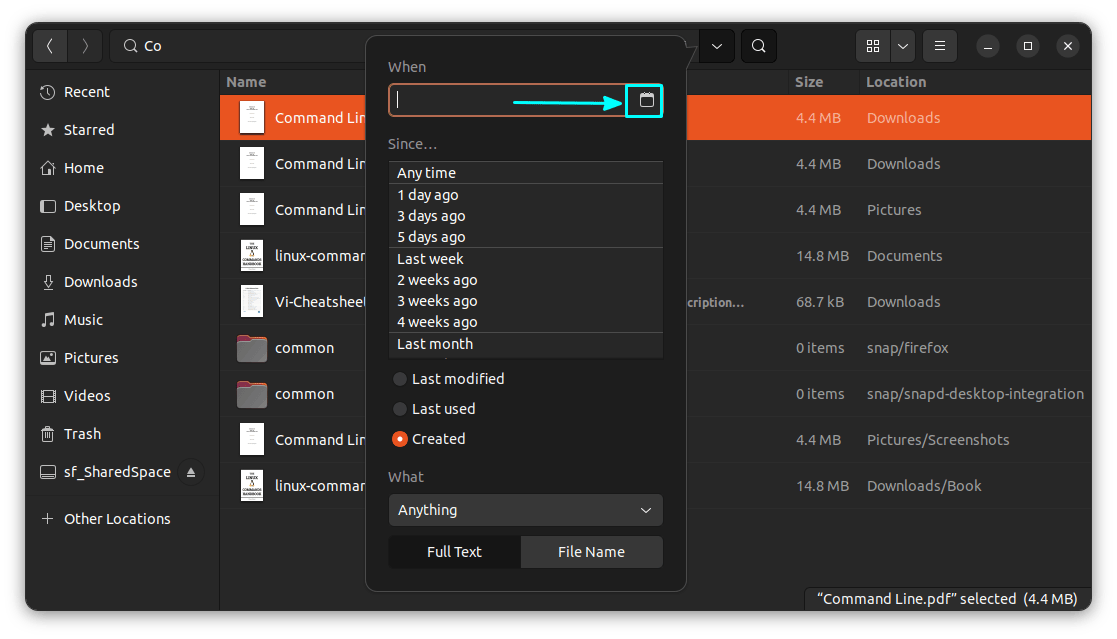 Co
Recent
Starred
Home
Desktop
Documents
Downloads
Music
Pictures
Videos
Trash
sf_SharedSpace
Other Locations
Name Size Location
Command Lin 4.4 MB Downloads
Command Lin 4.4 MB Downloads
Command Lin 4.4 MB Pictures
linux-commar 14.8 MB Documents
Vi-Cheatsheet cription… 68.7 kB Downloads
common 0 items snap/firefox
common 0 items snap/snapd-desktop-integration
Command Lin 4.4 MB Pictures/Screenshots
linux-commar 14.8 MB Downloads/Book
When
Since…
Any time
1 day ago
3 days ago
5 days ago
Last week
2 weeks ago
3 weeks ago
4 weeks ago
Last month
Last modified
Last used
Created
What
Anything
Full Text File Name
“Command Line.pdf” selected (4.4 MB)